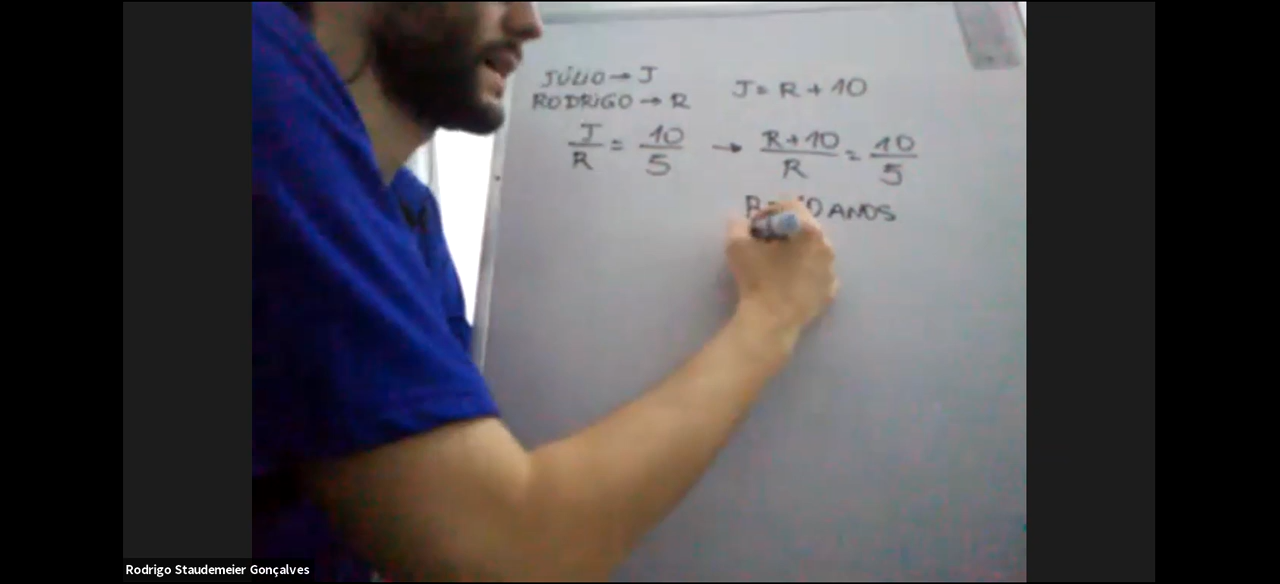 JÚLIO → J
RODRIGO → R
J = R + 10
J/R = 10/5 → R+10/R = 10/5
ANOS
Rodrigo Staudemeier Gonçalves